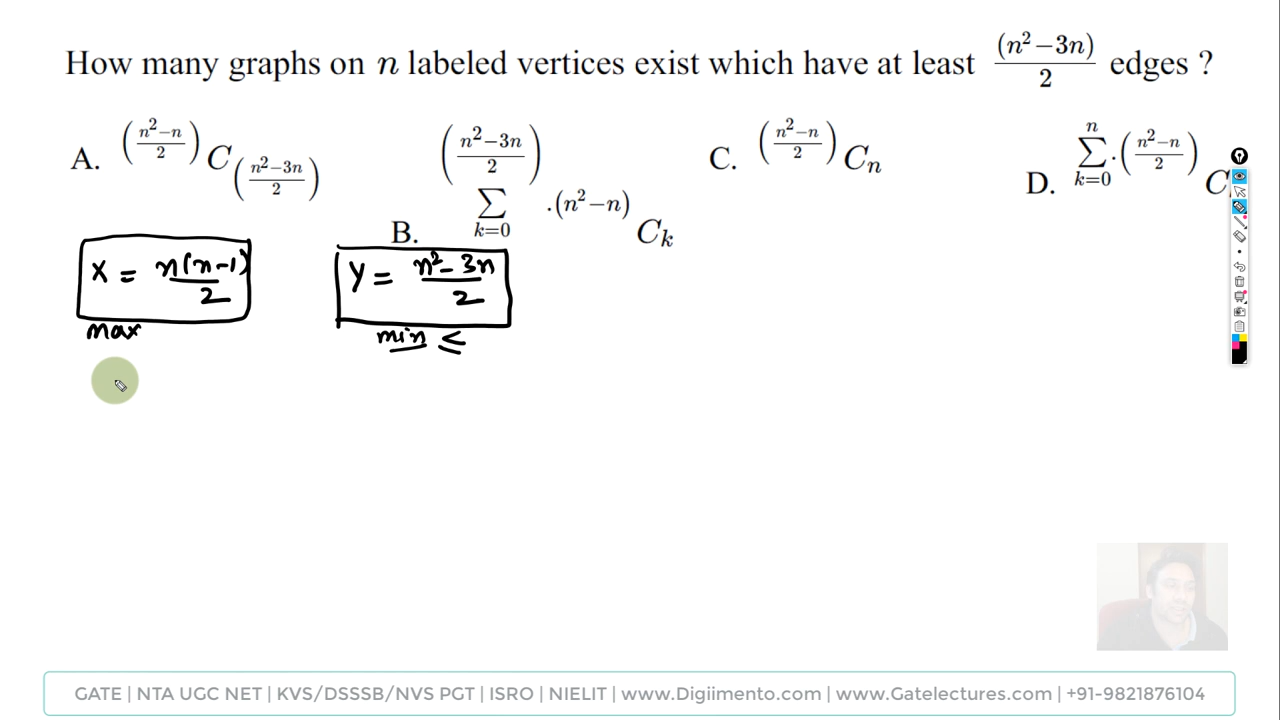 How many graphs on n labeled vertices exist which have at least (n² − 3n)/2 edges ?
A. ((n²−n)/2) C ((n²−3n)/2)
B. ((n²−3n)/2) ∑ k=0 .(n²−n) Cₖ
C. ((n²−n)/2) Cₙ
D. n ∑ k=0 .((n²−n)/2) C
X = n(n-1)/2
Y = n²-3n/2
max
min ≤
GATE | NTA UGC NET | KVS/DSSSB/NVS PGT | ISRO | NIELIT | www.Digiimento.com | www.Gatelectures.com | +91-9821876104